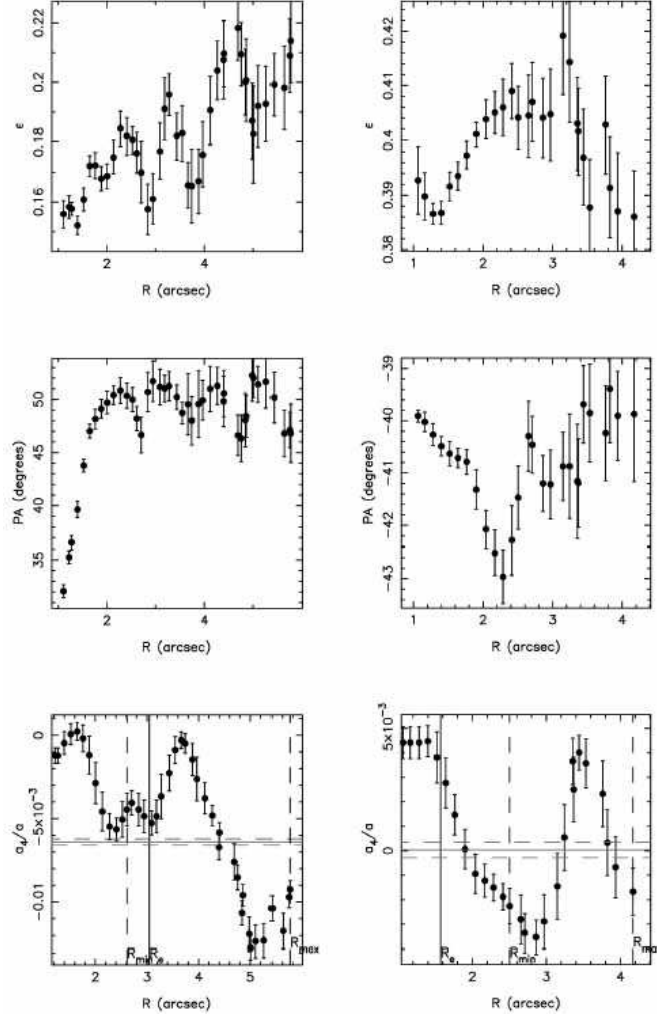 0.22
0.2
0.18
0.16
ε
2
4
R (arcsec)
0.42
0.41
0.4
0.39
0.38
ε
1
2
3
4
R (arcsec)
50
45
40
35
PA (degrees)
2
4
R (arcsec)
−39
−40
−41
−42
−43
PA (degrees)
1
2
3
4
R (arcsec)
0
−5×10⁻³
−0.01
a₄/a
R_min
R_e
R_max
2
3
4
5
R (arcsec)
5×10⁻³
0
a₄/a
R_e
R_min
R_ma
2
3
4
R (arcsec)